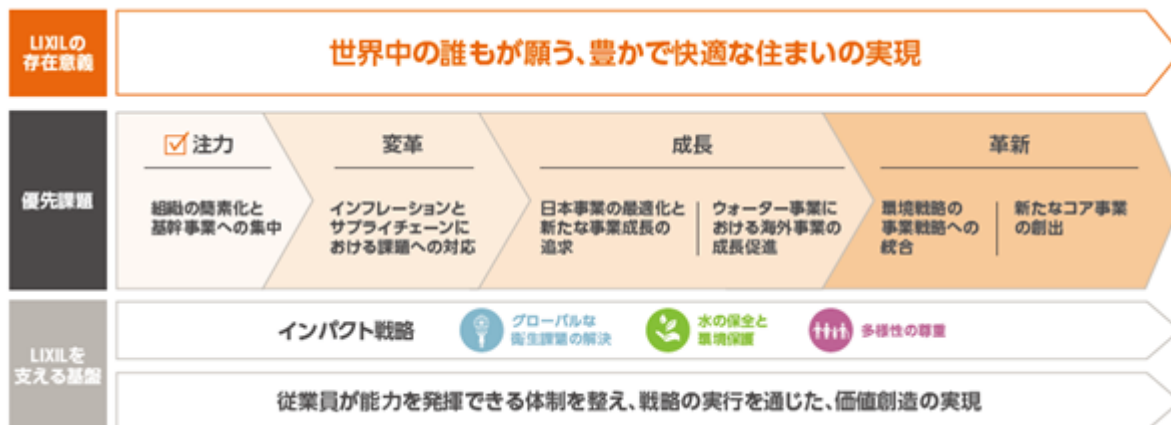 LIXILの
存在意義
世界中の誰もが願う、豊かで快適な住まいの実現
優先課題
注力
組織の簡素化と
基幹事業への集中
変革
インフレーションと
サプライチェーンに
おける課題への対応
成長
日本事業の最適化と
新たな事業成長の
追求
ウォーター事業に
おける海外事業の
成長促進
革新
環境戦略の
事業戦略への
統合
新たなコア事業
の創出
LIXILを
支える基盤
インパクト戦略
グローバルな
衛生課題の解決
水の保全と
環境保護
多様性の尊重
従業員が能力を発揮できる体制を整え、戦略の実行を通じた、価値創造の実現